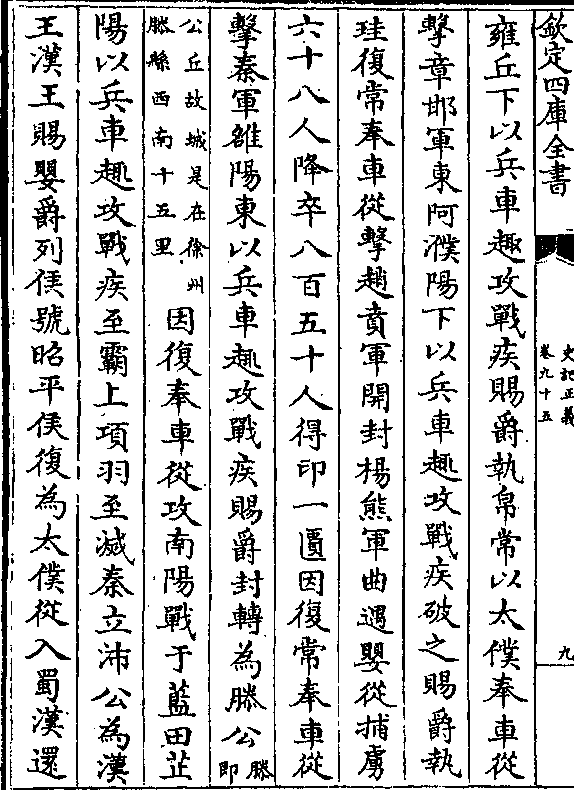 欽定四庫全書
史記正義
卷九十五
九
雍丘下以兵車趣攻戰疾賜爵執帛常以太僕奉車從
擊章邯軍東阿濮陽下以兵車趣攻戰疾破之賜爵執
珪復常奉車從擊趙賁軍開封楊熊軍曲遇嬰從捕虜
六十八人降卒八百五十人得印一匱因復常奉車從
擊秦軍雒陽東以兵車趣攻戰疾賜爵封轉為滕公滕即
公丘故城是在徐州滕縣西南十五里因復奉車從攻南陽戰于藍田芷
陽以兵車趣攻戰疾至霸上項羽至滅秦立沛公為漢
王漢王賜嬰爵列侯號昭平侯復為太僕從入蜀漢還